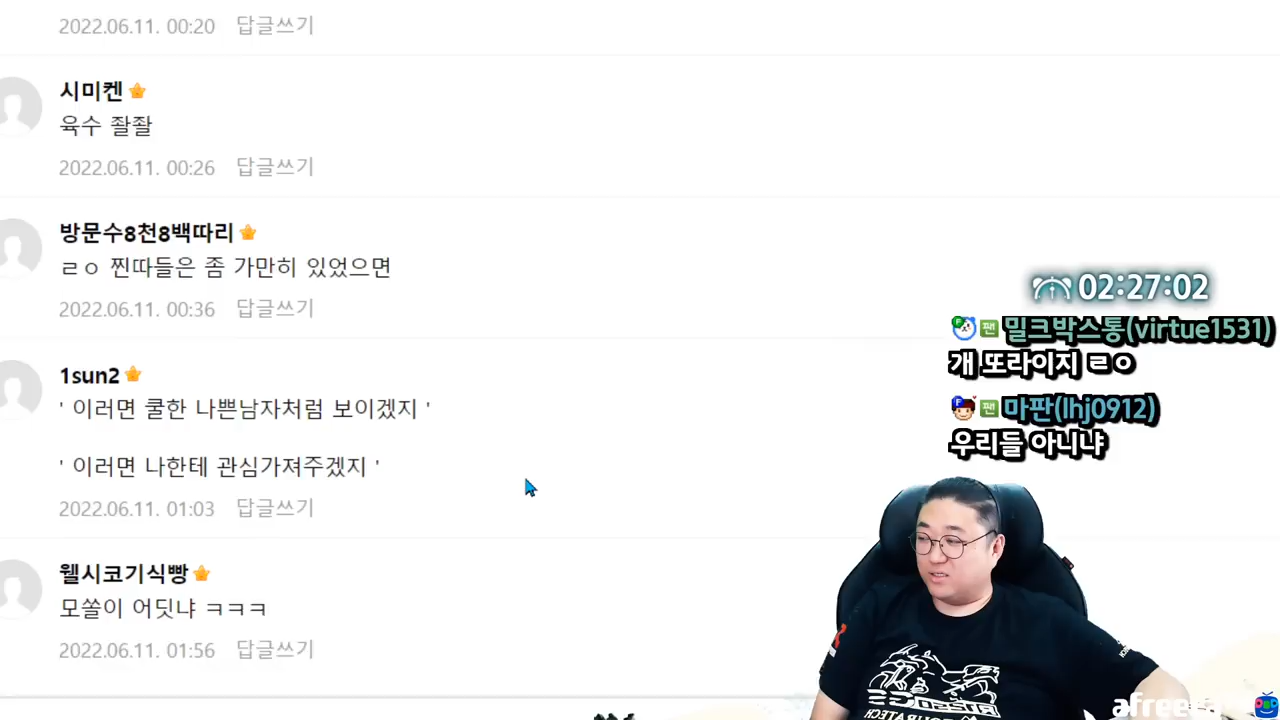 2022.06.11. 00:20 답글쓰기
시미켄
육수 좔좔
2022.06.11. 00:26 답글쓰기
방문수8천8백따리
ㄹㅇ 찐따들은 좀 가만히 있었으면
2022.06.11. 00:36 답글쓰기
1sun2
' 이러면 쿨한 나쁜남자처럼 보이겠지 '
' 이러면 나한테 관심가져주겠지 '
2022.06.11. 01:03 답글쓰기
웰시코기식빵
모쏠이 어딧냐 ㅋㅋㅋ
2022.06.11. 01:56 답글쓰기
02:27:02
F 팬 밀크박스통(virtue1531)
개 또라이지 ㄹㅇ
F 팬 마판(lhj0912)
우리들 아니냐